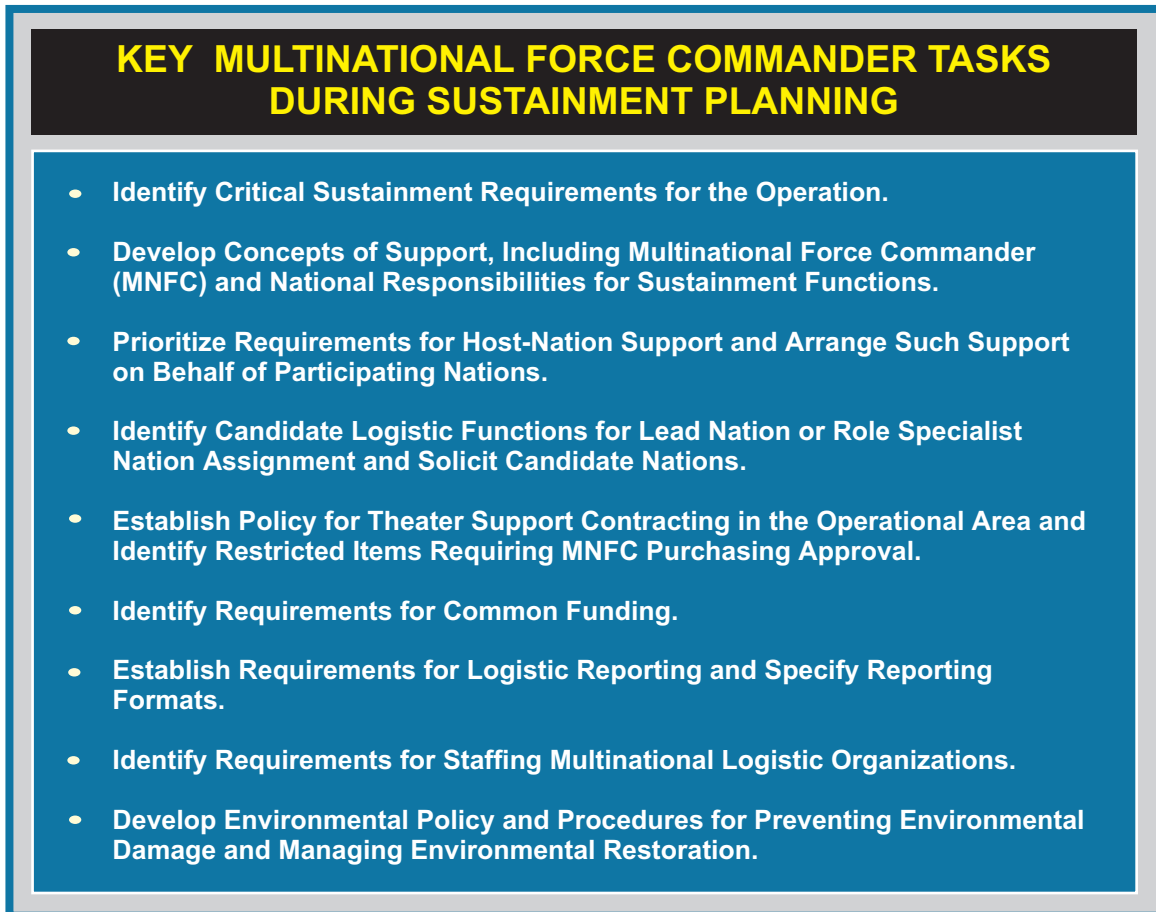 KEY MULTINATIONAL FORCE COMMANDER TASKS
DURING SUSTAINMENT PLANNING
• Identify Critical Sustainment Requirements for the Operation.
• Develop Concepts of Support, Including Multinational Force Commander
(MNFC) and National Responsibilities for Sustainment Functions.
• Prioritize Requirements for Host-Nation Support and Arrange Such Support
on Behalf of Participating Nations.
• Identify Candidate Logistic Functions for Lead Nation or Role Specialist
Nation Assignment and Solicit Candidate Nations.
• Establish Policy for Theater Support Contracting in the Operational Area and
Identify Restricted Items Requiring MNFC Purchasing Approval.
• Identify Requirements for Common Funding.
• Establish Requirements for Logistic Reporting and Specify Reporting
Formats.
• Identify Requirements for Staffing Multinational Logistic Organizations.
• Develop Environmental Policy and Procedures for Preventing Environmental
Damage and Managing Environmental Restoration.